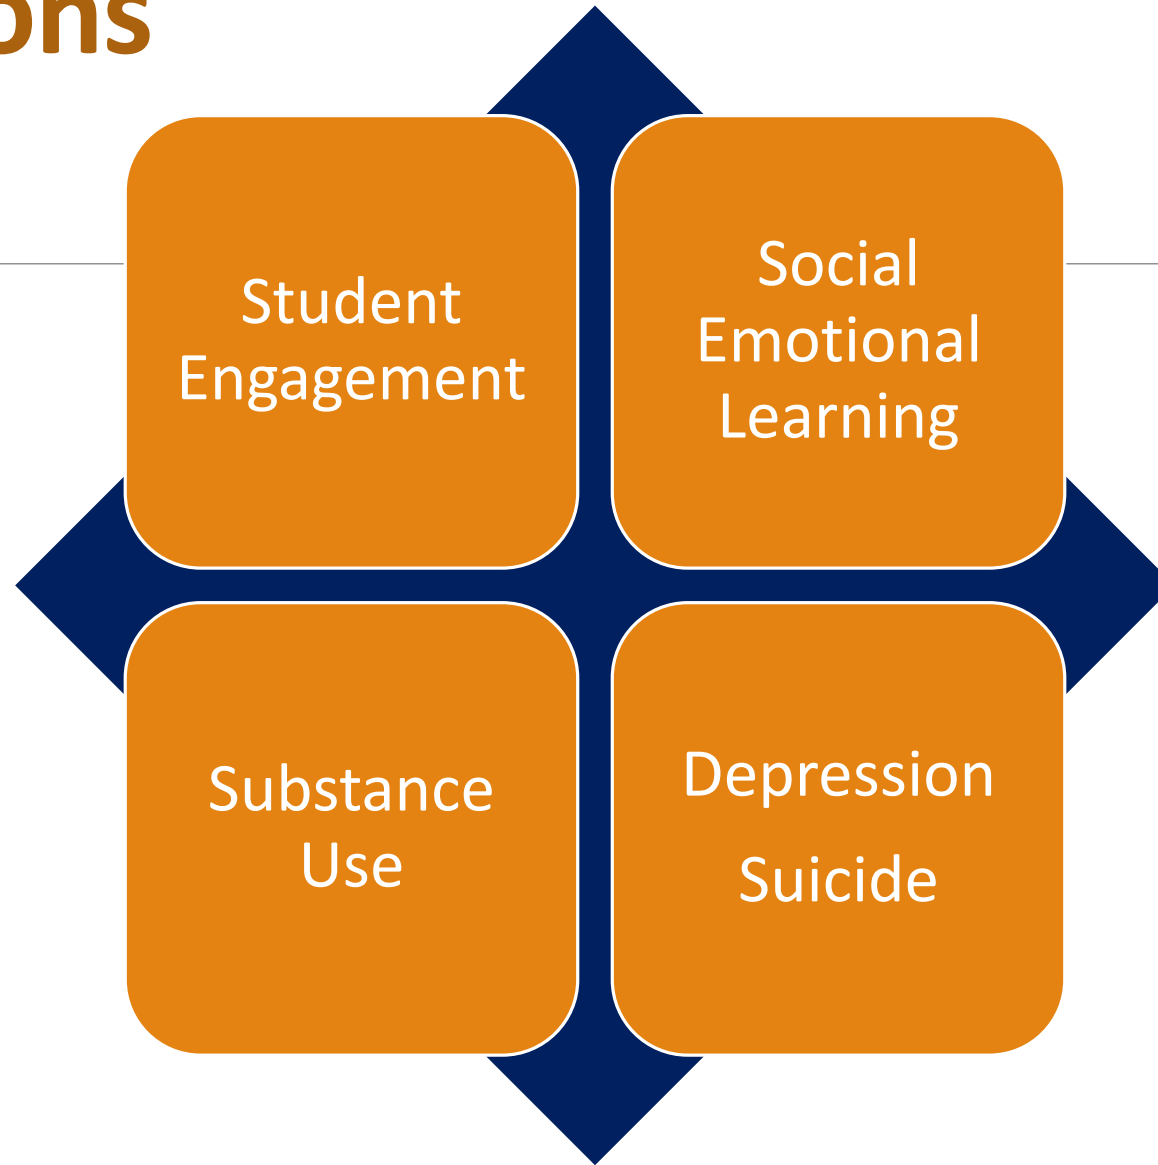 ons
Student
Engagement
Social
Emotional
Learning
Substance
Use
Depression
Suicide